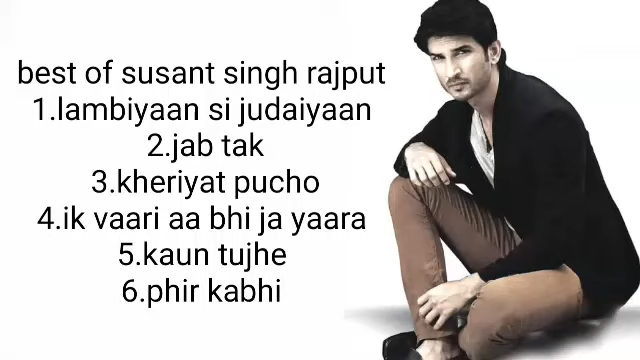 best of susant singh rajput
1.lambiyaan si judaiyaan
2.jab tak
3.kheriyat pucho
4.ik vaari aa bhi ja yaara
5.kaun tujhe
6.phir kabhi